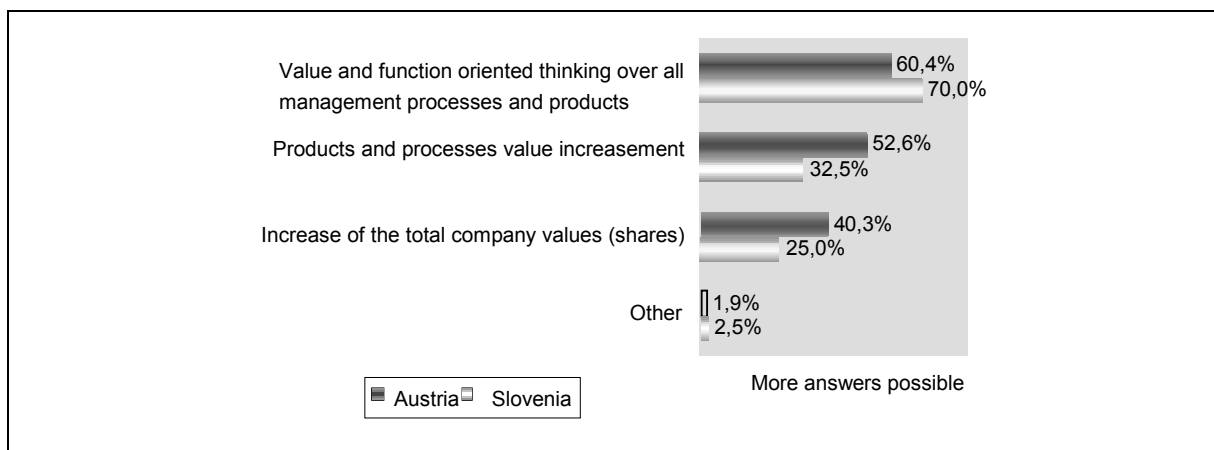 Value and function oriented thinking over all
management processes and products
60,4%
70,0%
Products and processes value increasement
52,6%
32,5%
Increase of the total company values (shares)
40,3%
25,0%
Other
1,9%
2,5%
More answers possible
Austria Slovenia